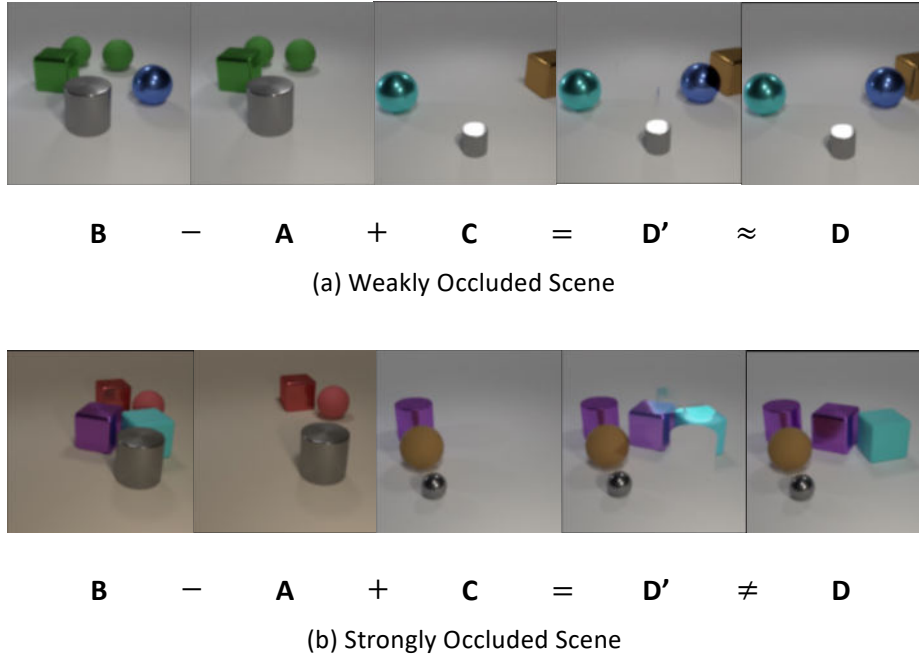 B − A + C = D’ ≈ D
(a) Weakly Occluded Scene
B − A + C = D’ ≠ D
(b) Strongly Occluded Scene